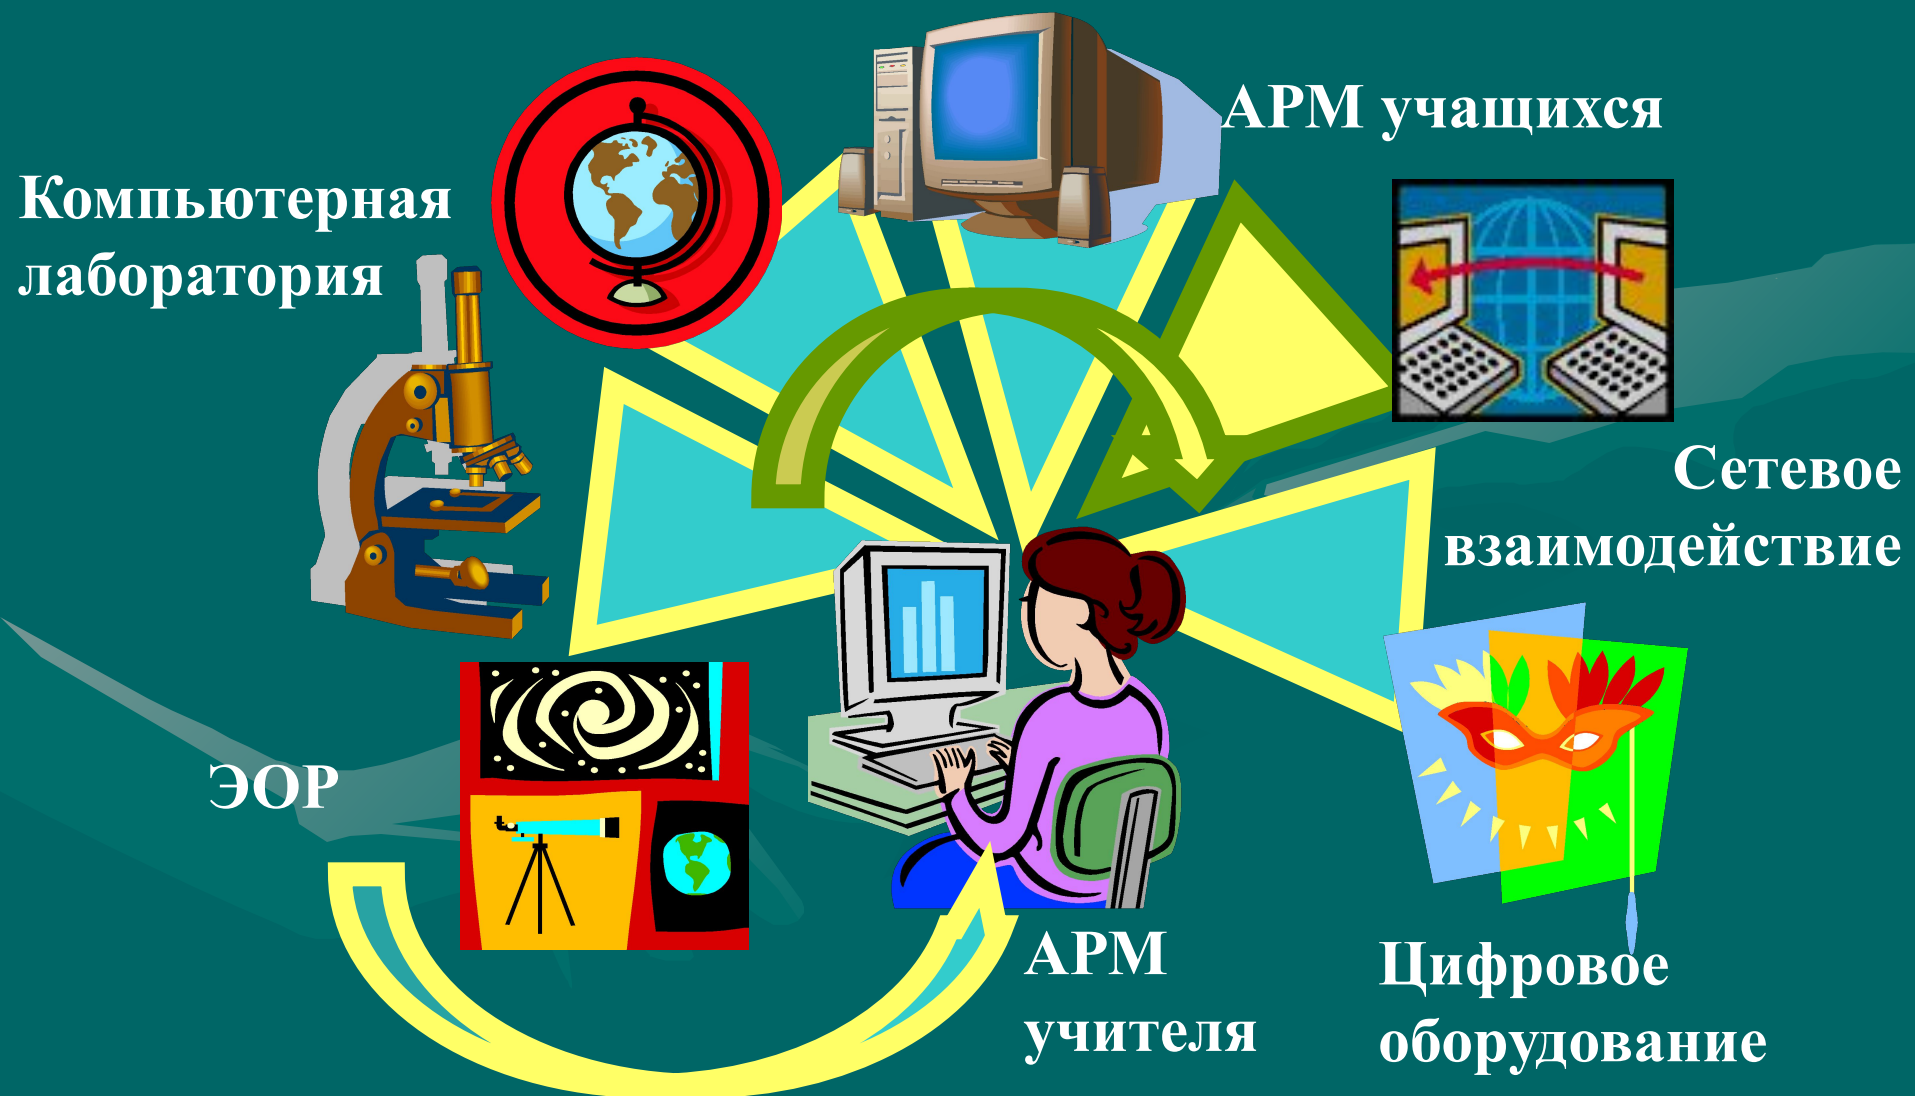 АРМ учащихся
Компьютерная
лаборатория
Сетевое
взаимодействие
ЭОР
АРМ
учителя
Цифровое
оборудование